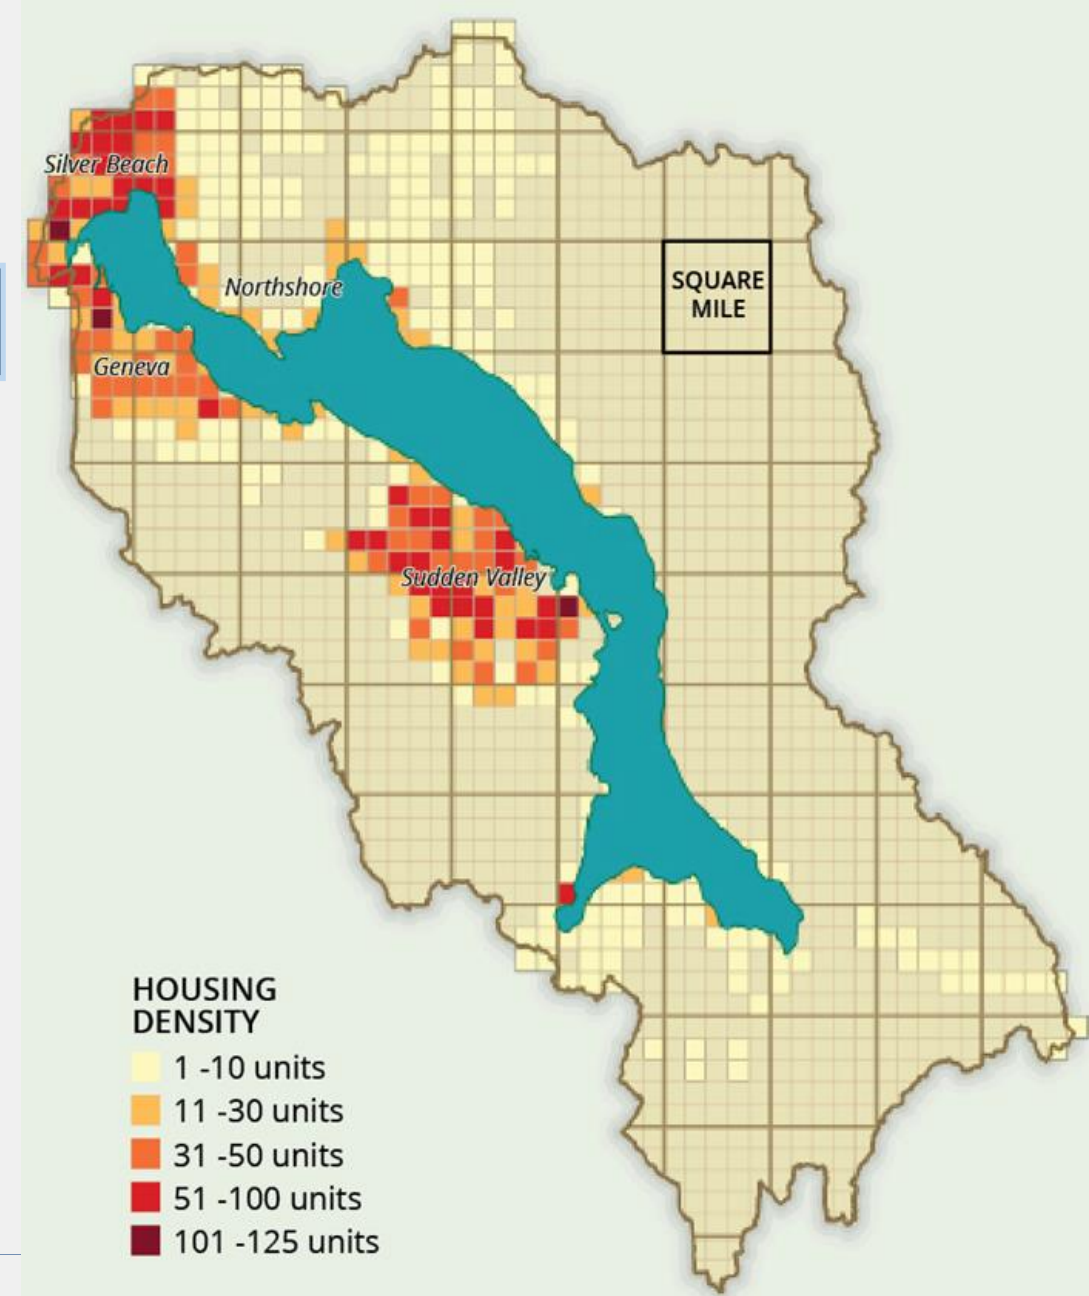 Silver Beach
Northshore
SQUARE
MILE
Geneva
Sudden Valley
HOUSING
DENSITY
1 -10 units
11 -30 units
31 -50 units
51 -100 units
101 -125 units